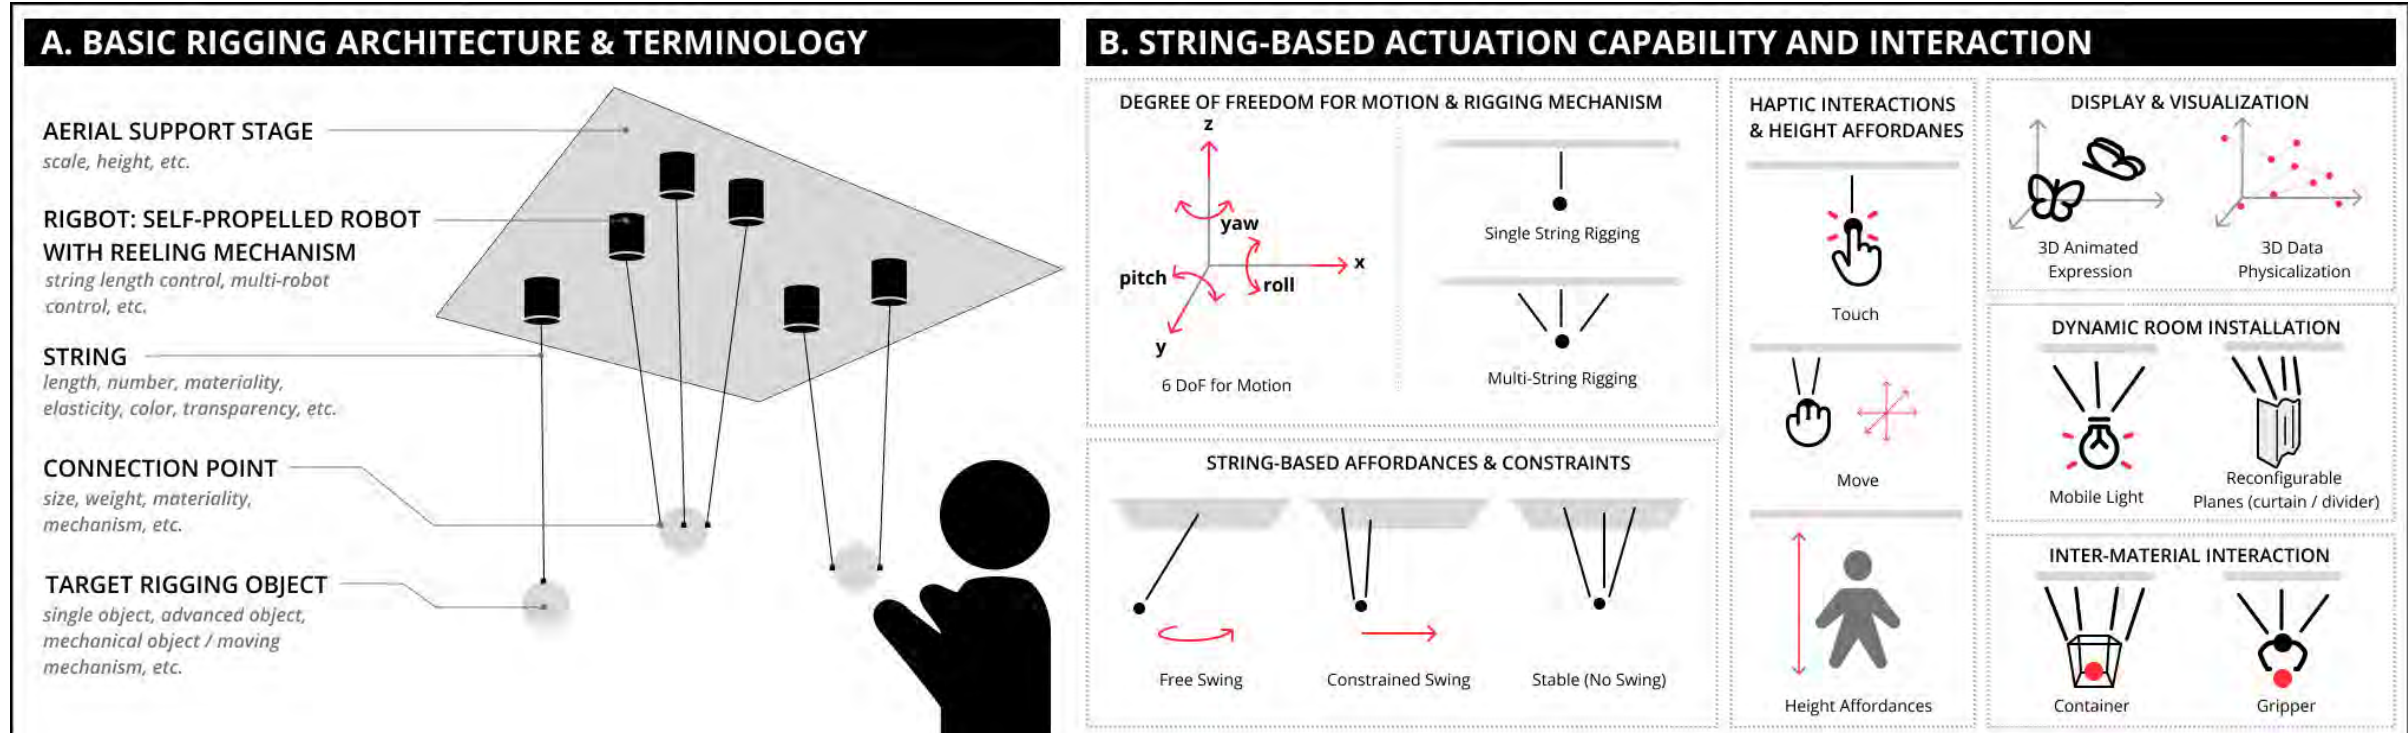 A. BASIC RIGGING ARCHITECTURE & TERMINOLOGY
AERIAL SUPPORT STAGE
scale, height, etc.
RIGBOT: SELF-PROPELLED ROBOT
WITH REELING MECHANISM
string length control, multi-robot
control, etc.
STRING
length, number, materiality,
elasticity, color, transparency, etc.
CONNECTION POINT
size, weight, materiality,
mechanism, etc.
TARGET RIGGING OBJECT
single object, advanced object,
mechanical object / moving
mechanism, etc.
B. STRING-BASED ACTUATION CAPABILITY AND INTERACTION
DEGREE OF FREEDOM FOR MOTION & RIGGING MECHANISM
z
yaw
x
pitch
roll
y
6 DoF for Motion
Single String Rigging
Multi-String Rigging
STRING-BASED AFFORDANCES & CONSTRAINTS
Free Swing
Constrained Swing
Stable (No Swing)
HAPTIC INTERACTIONS
& HEIGHT AFFORDANES
Touch
Move
Height Affordances
DISPLAY & VISUALIZATION
3D Animated
Expression
3D Data
Physicalization
DYNAMIC ROOM INSTALLATION
Mobile Light
Reconfigurable
Planes (curtain / divider)
INTER-MATERIAL INTERACTION
Container
Gripper